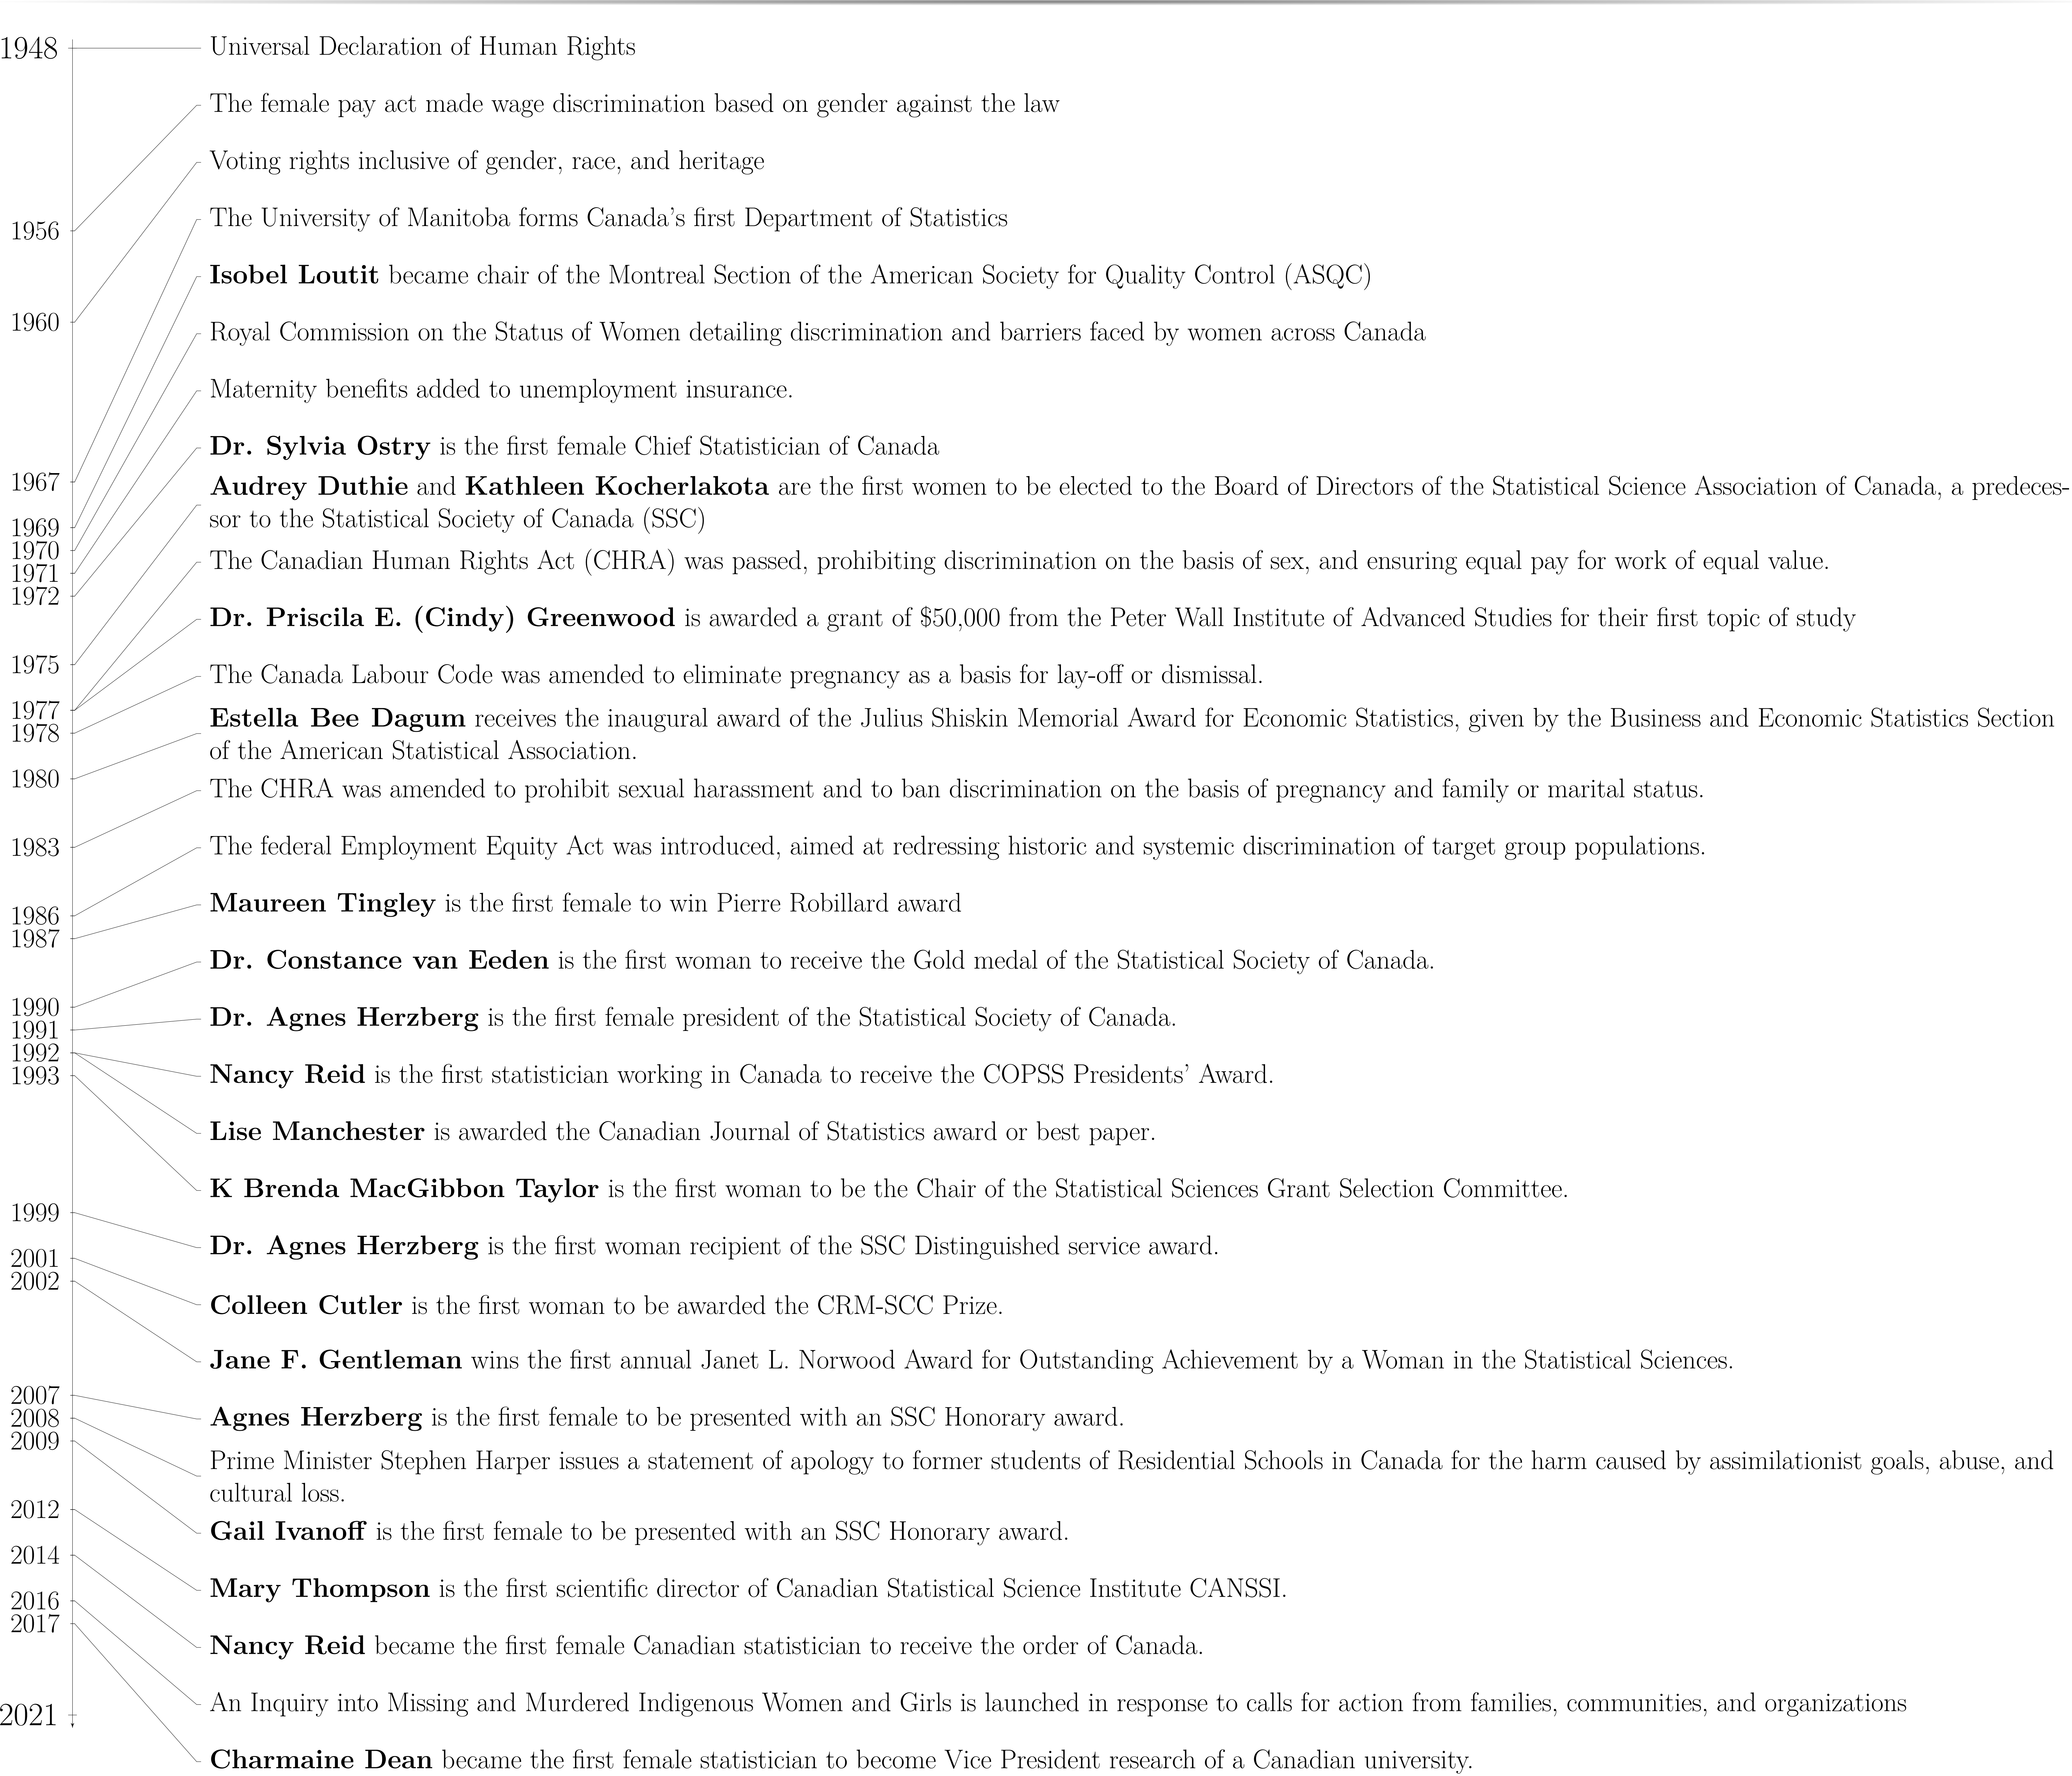 1948 Universal Declaration of Human Rights
The female pay act made wage discrimination based on gender against the law
Voting rights inclusive of gender, race, and heritage
The University of Manitoba forms Canada's first Department of Statistics
1956
Isobel Loutit became chair of the Montreal Section of the American Society for Quality Control (ASQC)
1960
Royal Commission on the Status of Women detailing discrimination and barriers faced by women across Canada
Maternity benefits added to unemployment insurance.
Dr. Sylvia Ostry is the first female Chief Statistician of Canada
1967
Audrey Duthie and Kathleen Kocherlakota are the first women to be elected to the Board of Directors of the Statistical Science Association of Canada, a predeces-
sor to the Statistical Society of Canada (SSC)
1969
1970
The Canadian Human Rights Act (CHRA) was passed, prohibiting discrimination on the basis of sex, and ensuring equal pay for work of equal value.
1971
1972
Dr. Priscila E. (Cindy) Greenwood is awarded a grant of $50,000 from the Peter Wall Institute of Advanced Studies for their first topic of study
1975
The Canada Labour Code was amended to eliminate pregnancy as a basis for lay-off or dismissal.
1977
Estella Bee Dagum receives the inaugural award of the Julius Shiskin Memorial Award for Economic Statistics, given by the Business and Economic Statistics Section
1978
of the American Statistical Association.
1980
The CHRA was amended to prohibit sexual harassment and to ban discrimination on the basis of pregnancy and family or marital status.
1983 The federal Employment Equity Act was introduced, aimed at redressing historic and systemic discrimination of target group populations.
Maureen Tingley is the first female to win Pierre Robillard award
1986
1987
Dr. Constance van Eeden is the first woman to receive the Gold medal of the Statistical Society of Canada.
1990
Dr. Agnes Herzberg is the first female president of the Statistical Society of Canada.
1991
1992
1993 Nancy Reid is the first statistician working in Canada to receive the COPSS Presidents' Award.
Lise Manchester is awarded the Canadian Journal of Statistics award or best paper.
K Brenda MacGibbon Taylor is the first woman to be the Chair of the Statistical Sciences Grant Selection Committee.
1999
Dr. Agnes Herzberg is the first woman recipient of the SSC Distinguished service award.
2001
2002
Colleen Cutler is the first woman to be awarded the CRM-SCC Prize.
Jane F. Gentleman wins the first annual Janet L. Norwood Award for Outstanding Achievement by a Woman in the Statistical Sciences.
2007
2008 Agnes Herzberg is the first female to be presented with an SSC Honorary award.
2009
Prime Minister Stephen Harper issues a statement of apology to former students of Residential Schools in Canada for the harm caused by assimilationist goals, abuse, and
cultural loss.
2012
Gail Ivanoff is the first female to be presented with an SSC Honorary award.
2014
Mary Thompson is the first scientific director of Canadian Statistical Science Institute CANSSI.
2016
2017
Nancy Reid became the first female Canadian statistician to receive the order of Canada.
An Inquiry into Missing and Murdered Indigenous Women and Girls is launched in response to calls for action from families, communities, and organizations
2021
Charmaine Dean became the first female statistician to become Vice President research of a Canadian university.